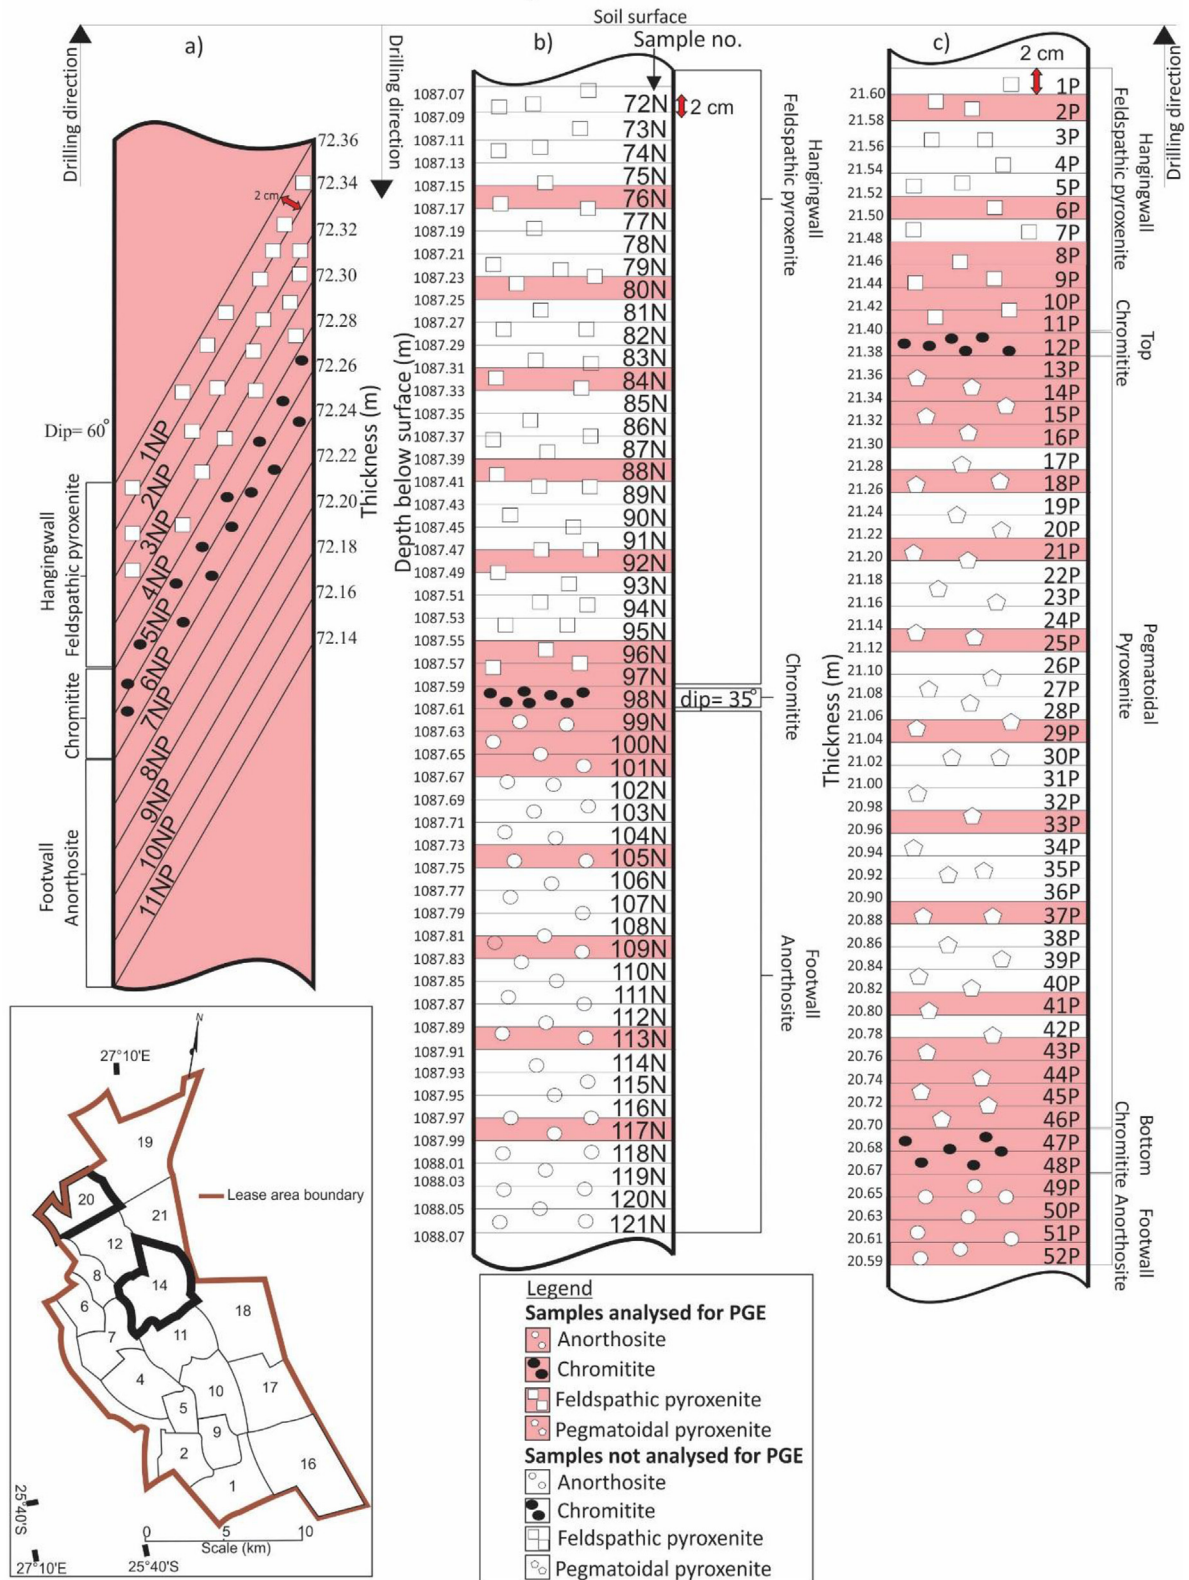 Soil surface
a)
b)
c)
Sample no.
Drilling direction
Drilling direction
Drilling direction
72.36
72.34
72.32
72.30
72.28
72.26
72.24
72.22
72.20
72.18
72.16
72.14
2 cm
Dip= 60°
Thickness (m)
Hangingwall
Feldspathic pyroxenite
Chromitite
Footwall
Anorthosite
1NP
2NP
3NP
4NP
5NP
6NP
7NP
8NP
9NP
10NP
11NP
Depth below surface (m)
1087.07
1087.09
1087.11
1087.13
1087.15
1087.17
1087.19
1087.21
1087.23
1087.25
1087.27
1087.29
1087.31
1087.33
1087.35
1087.37
1087.39
1087.41
1087.43
1087.45
1087.47
1087.49
1087.51
1087.53
1087.55
1087.57
1087.59
1087.61
1087.63
1087.65
1087.67
1087.69
1087.71
1087.73
1087.75
1087.77
1087.79
1087.81
1087.83
1087.85
1087.87
1087.89
1087.91
1087.93
1087.95
1087.97
1087.99
1088.01
1088.03
1088.05
1088.07
72N
73N
74N
75N
76N
77N
78N
79N
80N
81N
82N
83N
84N
85N
86N
87N
88N
89N
90N
91N
92N
93N
94N
95N
96N
97N
98N
99N
100N
101N
102N
103N
104N
105N
106N
107N
108N
109N
110N
111N
112N
113N
114N
115N
116N
117N
118N
119N
120N
121N
2 cm
Hangingwall
Feldspathic pyroxenite
Chromitite
dip= 35°
Footwall
Anorthosite
Thickness (m)
2 cm
21.60
21.58
21.56
21.54
21.52
21.50
21.48
21.46
21.44
21.42
21.40
21.38
21.36
21.34
21.32
21.30
21.28
21.26
21.24
21.22
21.20
21.18
21.16
21.14
21.12
21.10
21.08
21.06
21.04
21.02
21.00
20.98
20.96
20.94
20.92
20.90
20.88
20.86
20.84
20.82
20.80
20.78
20.76
20.74
20.72
20.70
20.68
20.67
20.65
20.63
20.61
20.59
1P
2P
3P
4P
5P
6P
7P
8P
9P
10P
11P
12P
13P
14P
15P
16P
17P
18P
19P
20P
21P
22P
23P
24P
25P
26P
27P
28P
29P
30P
31P
32P
33P
34P
35P
36P
37P
38P
39P
40P
41P
42P
43P
44P
45P
46P
47P
48P
49P
50P
51P
52P
Hangingwall
Feldspathic pyroxenite
Top
Chromitite
Pegmatoidal
Pyroxenite
Bottom
Chromitite
Footwall
Anorthosite
N
27°10'E
19
20
21
12
14
8
6
7
11
18
4
10
17
5
9
2
1
16
Lease area boundary
25°40'S
27°10'E
25°40'S
0 5 10
Scale (km)
Legend
Samples analysed for PGE
Anorthosite
Chromitite
Feldspathic pyroxenite
Pegmatoidal pyroxenite
Samples not analysed for PGE
Anorthosite
Chromitite
Feldspathic pyroxenite
Pegmatoidal pyroxenite